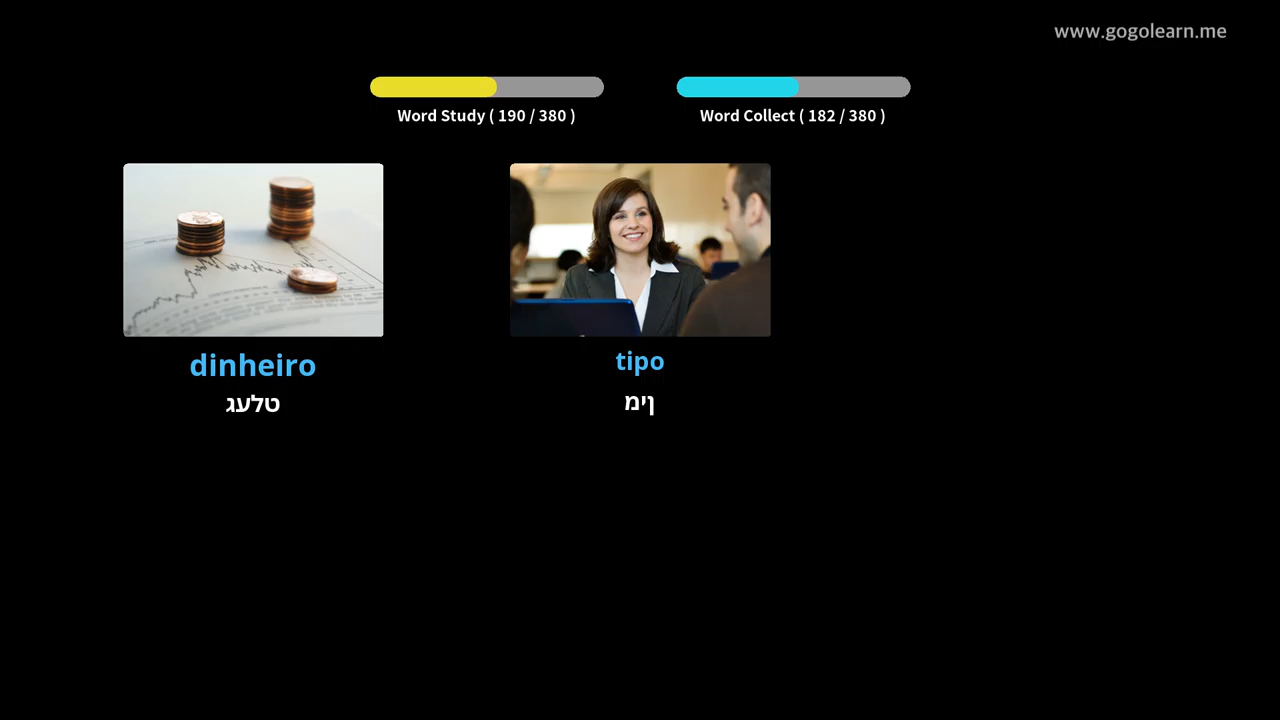 www.gogolearn.me
Word Study ( 190 / 380 )
Word Collect ( 182 / 380 )
dinheiro
טלעג
tipo
ןימ